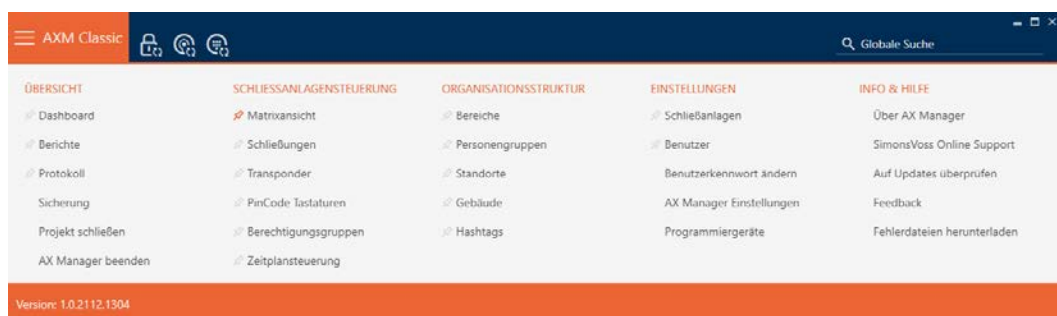 AXM Classic
Globale Suche
ÜBERSICHT SCHLIESSANLAGENSTEUERUNG ORGANISATIONSSTRUKTUR EINSTELLUNGEN INFO & HILFE
Dashboard Matrixansicht Bereiche Schließanlagen Über AX Manager
Berichte Schließungen Personengruppen Benutzer SimonsVoss Online Support
Protokoll Transponder Standorte Benutzerkennwort ändern Auf Updates überprüfen
Sicherung PinCode Tastaturen Gebäude AX Manager Einstellungen Feedback
Projekt schließen Berechtigungsgruppen Hashtags Programmiergeräte Fehlerdateien herunterladen
AX Manager beenden Zeitplansteuerung
Version: 1.0.2112.1304